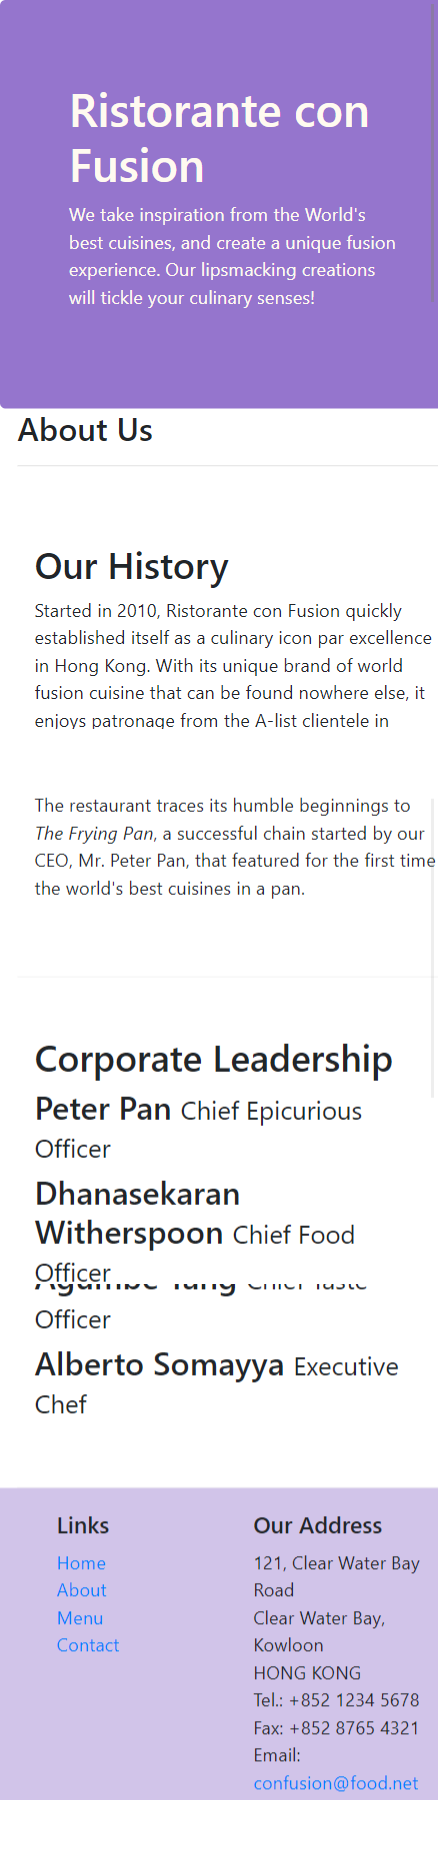 Ristorante con
Fusion
We take inspiration from the World's
best cuisines, and create a unique fusion
experience. Our lipsmacking creations
will tickle your culinary senses!
About Us
Our History
Started in 2010, Ristorante con Fusion quickly
established itself as a culinary icon par excellence
in Hong Kong. With its unique brand of world
fusion cuisine that can be found nowhere else, it
enjoys patronage from the A-list clientele in
The restaurant traces its humble beginnings to
The Frying Pan, a successful chain started by our
CEO, Mr. Peter Pan, that featured for the first time
the world's best cuisines in a pan.
Corporate Leadership
Peter Pan Chief Epicurious
Officer
Dhanasekaran
Witherspoon Chief Food
Officer
Agumbe Tang Chief Taste
Officer
Alberto Somayya Executive
Chef
Links
Home
About
Menu
Contact
Our Address
121, Clear Water Bay
Road
Clear Water Bay,
Kowloon
HONG KONG
Tel.: +852 1234 5678
Fax: +852 8765 4321
Email:
confusion@food.net